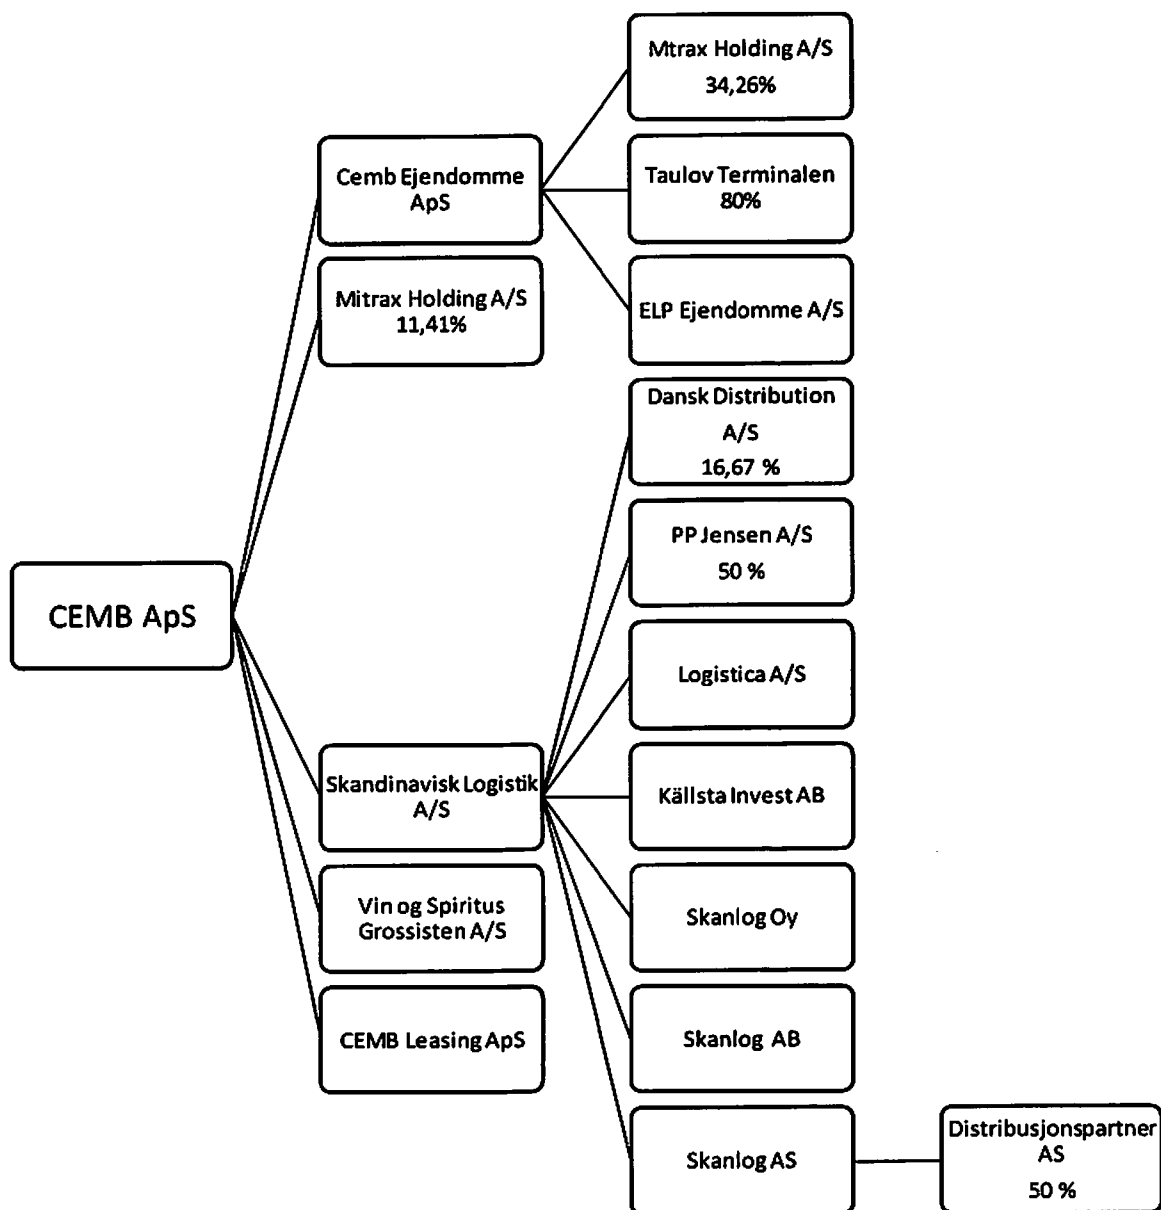 Mtrax Holding A/S
34,26%
Cemb Ejendomme
ApS
Taulov Terminalen
80%
Mitrax Holding A/S
11,41%
ELP Ejendomme A/S
Dansk Distribution
A/S
16,67 %
PP Jensen A/S
50 %
CEMB ApS
Logistica A/S
Skandinavisk Logistik
A/S
Källsta Invest AB
Vin og Spiritus
Grossisten A/S
Skanlog Oy
CEMB Leasing ApS
Skanlog AB
Skanlog AS
Distribusjonspartner
AS
50 %